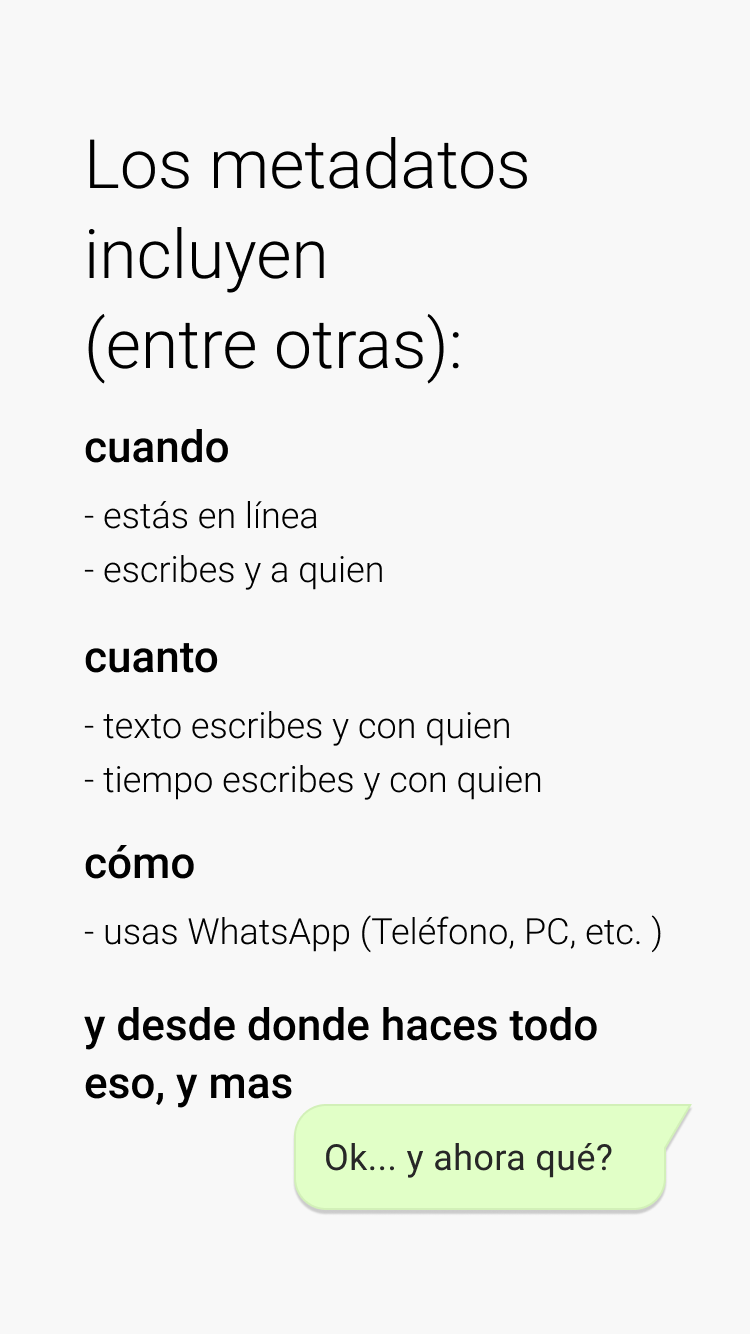 Los metadatos
incluyen
(entre otras):
cuando
- estás en línea
- escribes y a quien
cuanto
- texto escribes y con quien
- tiempo escribes y con quien
cómo
- usas WhatsApp (Teléfono, PC, etc. )
y desde donde haces todo
eso, y mas
Ok... y ahora qué?